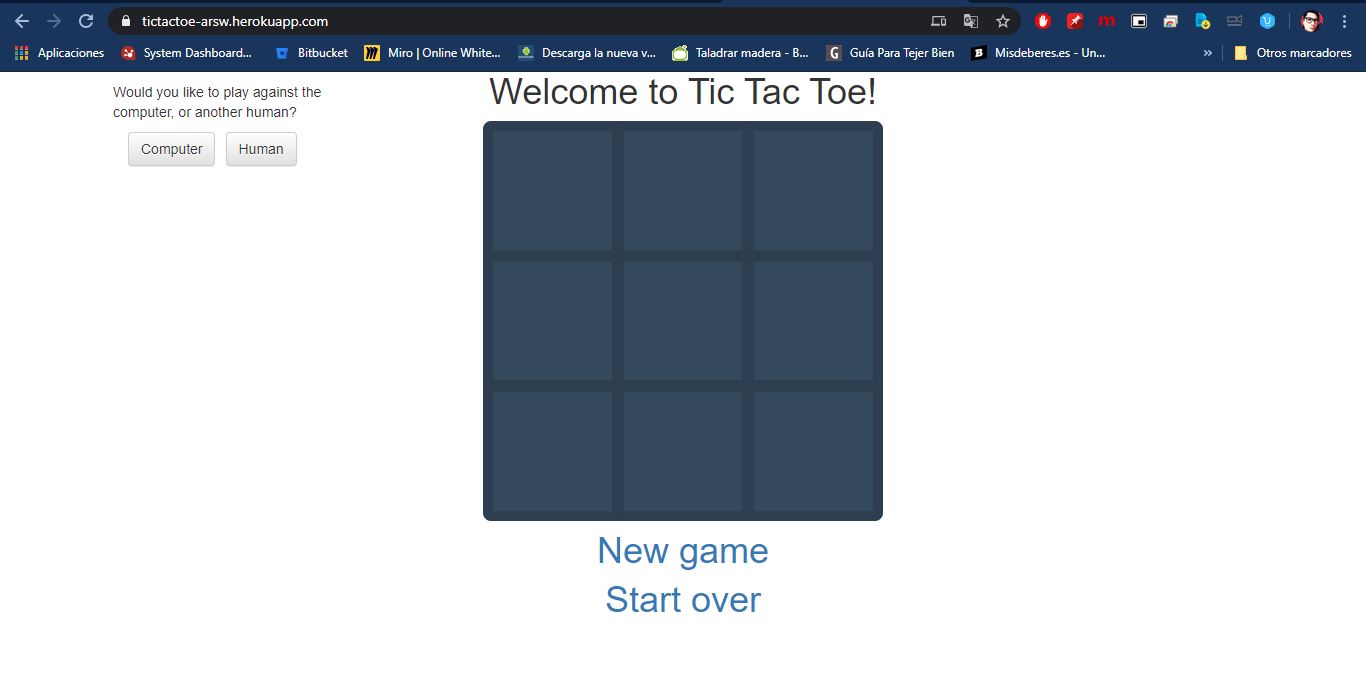 tictactoe-arsw.herokuapp.com
Aplicaciones System Dashboard... Bitbucket Miro | Online White... Descarga la nueva v... Taladrar madera - B... Guía Para Tejer Bien Misdeberes.es - Un... » Otros marcadores
Welcome to Tic Tac Toe!
Would you like to play against the
computer, or another human?
Computer Human
New game
Start over